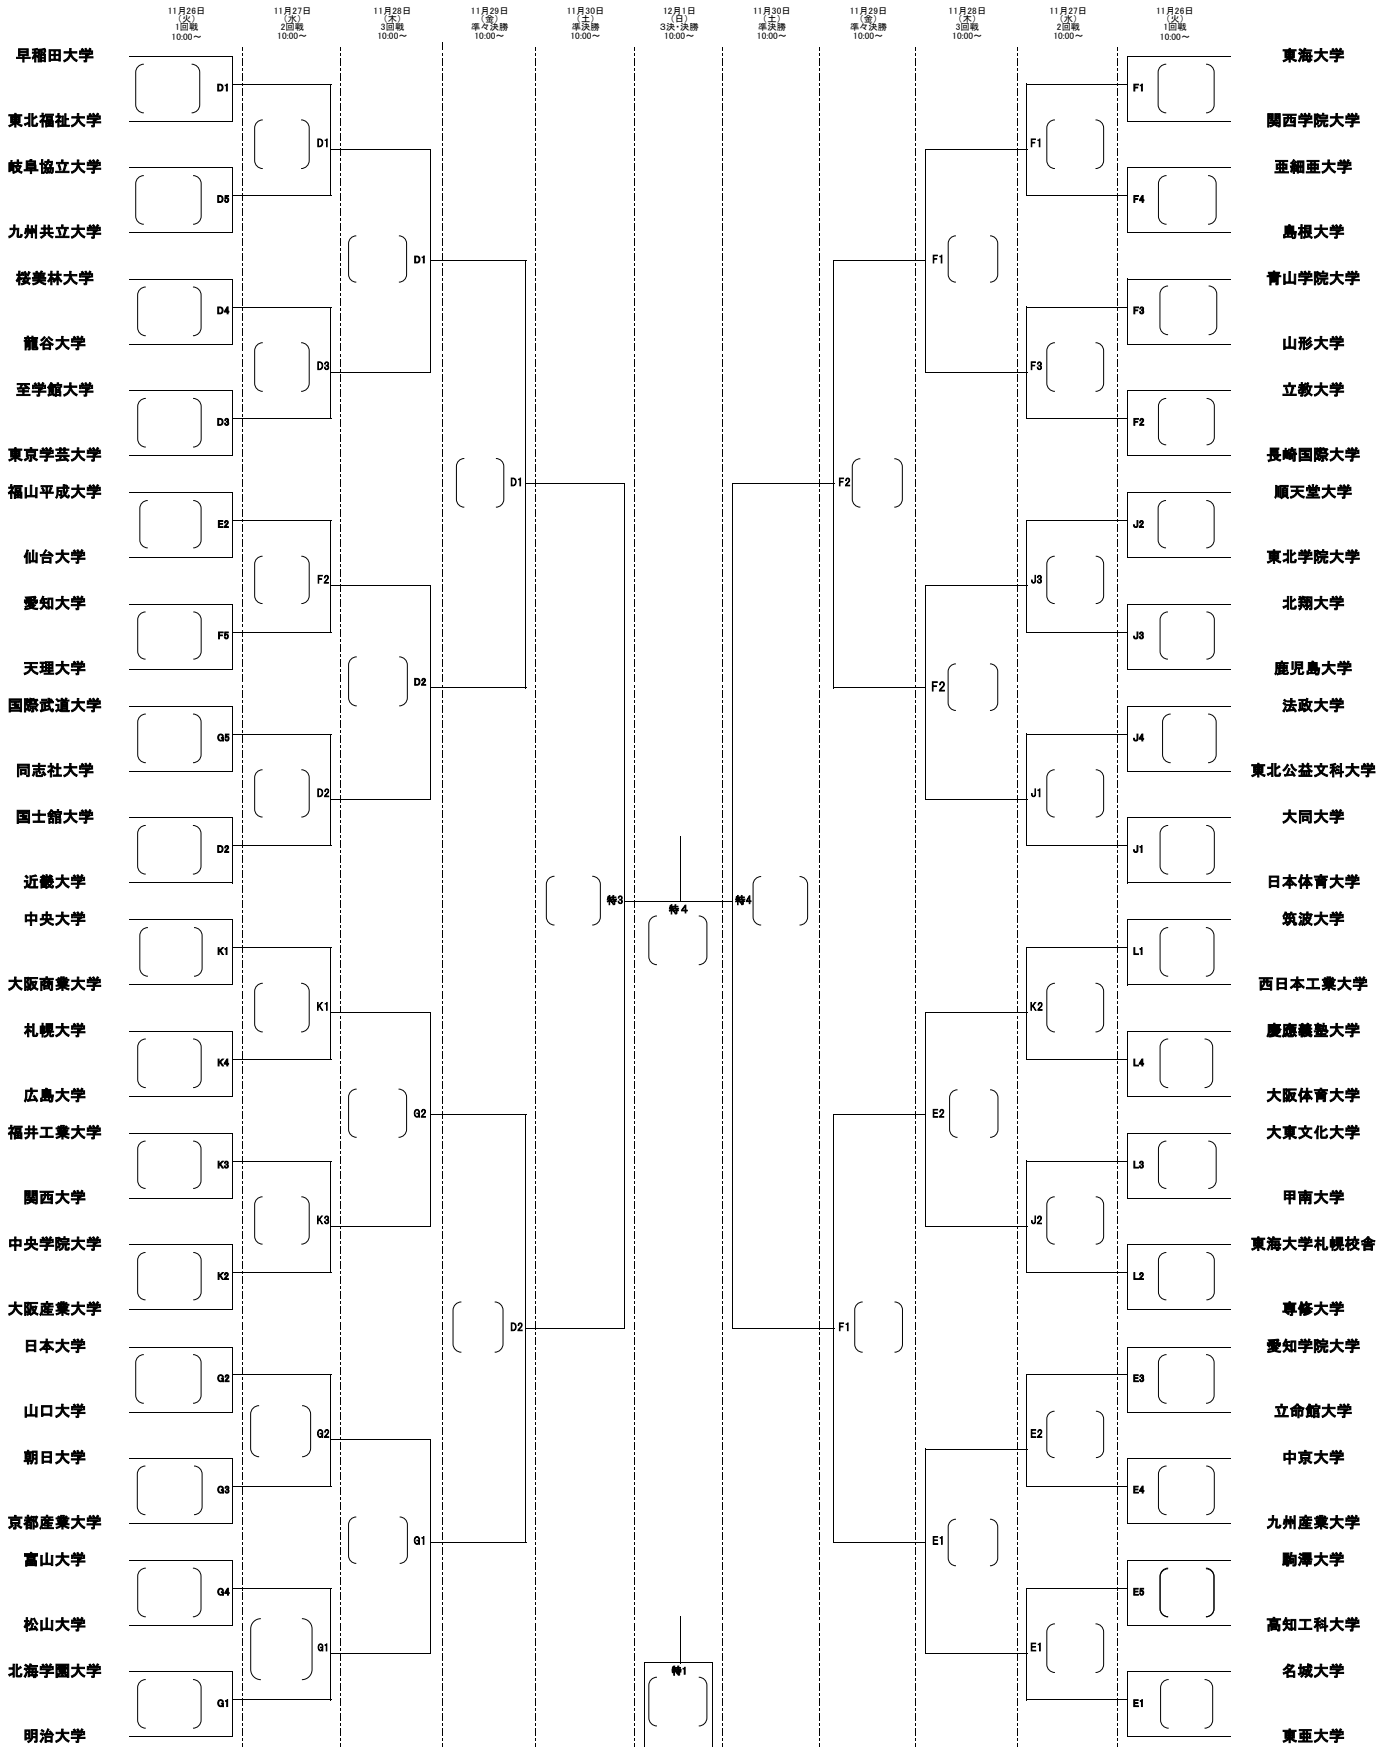 11月26日
(火)
1回戦
10:00～
11月27日
(水)
2回戦
10:00～
11月28日
(木)
3回戦
10:00～
11月29日
(金)
準々決勝
10:00～
11月30日
(土)
準決勝
10:00～
12月1日
(日)
3決・決勝
10:00～
11月30日
(土)
準決勝
10:00～
11月29日
(金)
準々決勝
10:00～
11月28日
(木)
3回戦
10:00～
11月27日
(水)
2回戦
10:00～
11月26日
(火)
1回戦
10:00～
早稲田大学
D1
東北福祉大学
D1
岐阜協立大学
D5
九州共立大学
D1
桜美林大学
D4
龍谷大学
D3
至学館大学
D3
東京学芸大学
D1
福山平成大学
E2
仙台大学
F2
愛知大学
F5
天理大学
D2
国際武道大学
G5
同志社大学
D2
国士舘大学
D2
近畿大学
特3
中央大学
K1
大阪商業大学
K1
札幌大学
K4
広島大学
G2
福井工業大学
K3
関西大学
K3
中央学院大学
K2
大阪産業大学
D2
日本大学
G2
山口大学
G2
朝日大学
G3
京都産業大学
G1
富山大学
G4
松山大学
G1
北海学園大学
G1
明治大学
特４
特1
東海大学
F1
関西学院大学
F1
亜細亜大学
F4
島根大学
F1
青山学院大学
F3
山形大学
F3
立教大学
F2
長崎国際大学
F2
順天堂大学
J2
東北学院大学
J3
北翔大学
J3
鹿児島大学
F2
法政大学
J4
東北公益文科大学
J1
大同大学
J1
日本体育大学
特4
筑波大学
L1
西日本工業大学
K2
慶應義塾大学
L4
大阪体育大学
E2
大東文化大学
L3
甲南大学
J2
東海大学札幌校舎
L2
専修大学
F1
愛知学院大学
E3
立命館大学
E2
中京大学
E4
九州産業大学
E1
駒澤大学
E5
高知工科大学
E1
名城大学
E1
東亜大学